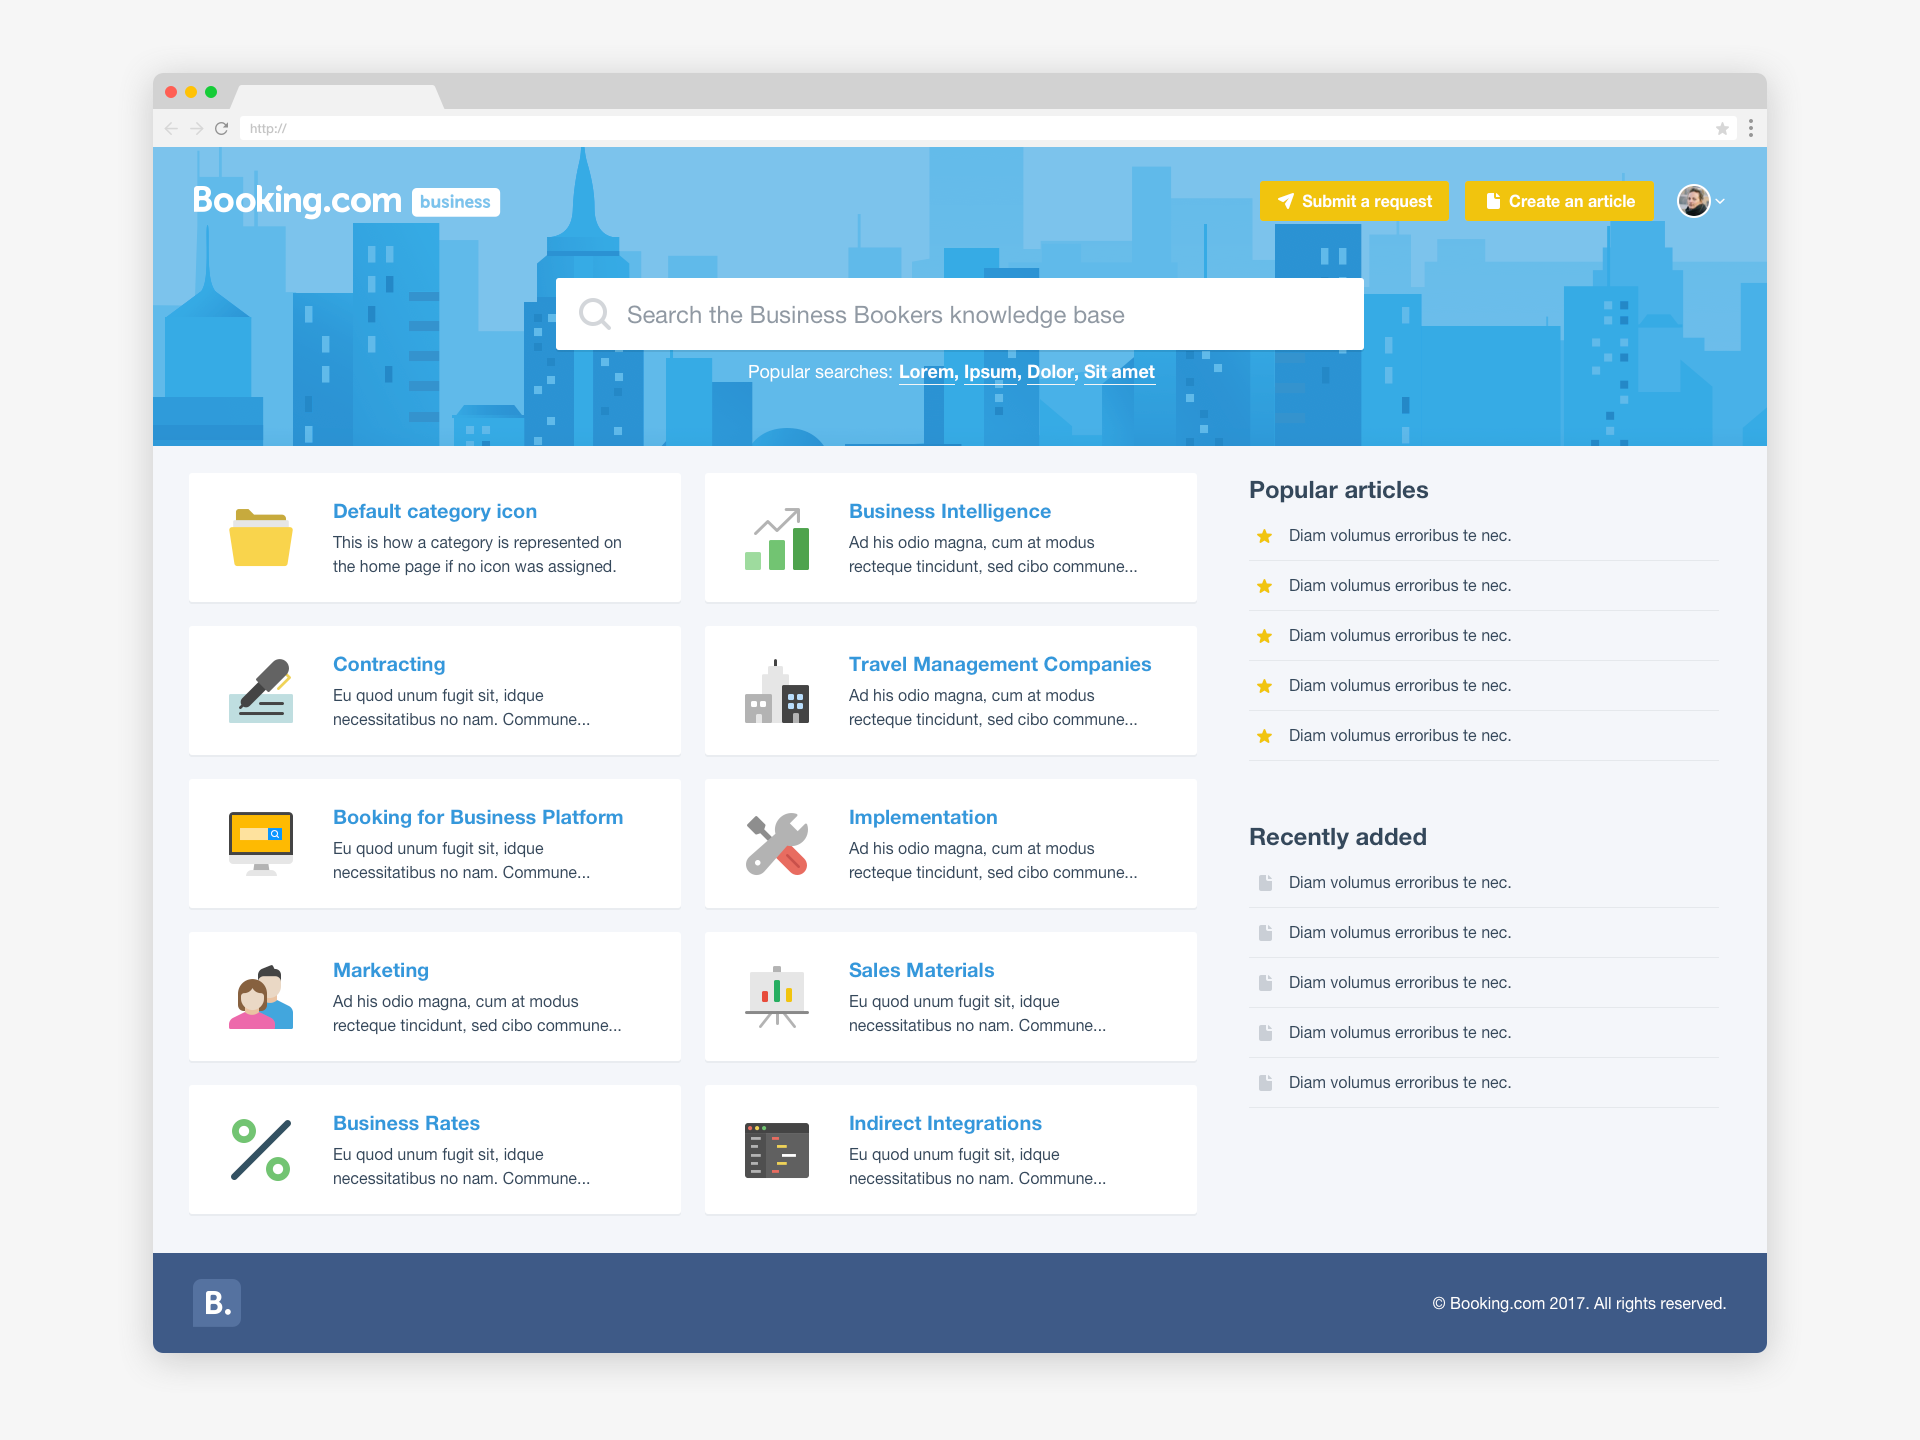 http://
Booking.com business
Submit a request
Create an article
Search the Business Bookers knowledge base
Popular searches: Lorem, Ipsum, Dolor, Sit amet
Default category icon
This is how a category is represented on
the home page if no icon was assigned.
Business Intelligence
Ad his odio magna, cum at modus
recteque tincidunt, sed cibo commune...
Contracting
Eu quod unum fugit sit, idque
necessitatibus no nam. Commune...
Travel Management Companies
Ad his odio magna, cum at modus
recteque tincidunt, sed cibo commune...
Booking for Business Platform
Eu quod unum fugit sit, idque
necessitatibus no nam. Commune...
Implementation
Ad his odio magna, cum at modus
recteque tincidunt, sed cibo commune...
Marketing
Ad his odio magna, cum at modus
recteque tincidunt, sed cibo commune...
Sales Materials
Eu quod unum fugit sit, idque
necessitatibus no nam. Commune...
Business Rates
Eu quod unum fugit sit, idque
necessitatibus no nam. Commune...
Indirect Integrations
Eu quod unum fugit sit, idque
necessitatibus no nam. Commune...
Popular articles
Diam volumus erroribus te nec.
Diam volumus erroribus te nec.
Diam volumus erroribus te nec.
Diam volumus erroribus te nec.
Diam volumus erroribus te nec.
Recently added
Diam volumus erroribus te nec.
Diam volumus erroribus te nec.
Diam volumus erroribus te nec.
Diam volumus erroribus te nec.
Diam volumus erroribus te nec.
B.
© Booking.com 2017. All rights reserved.